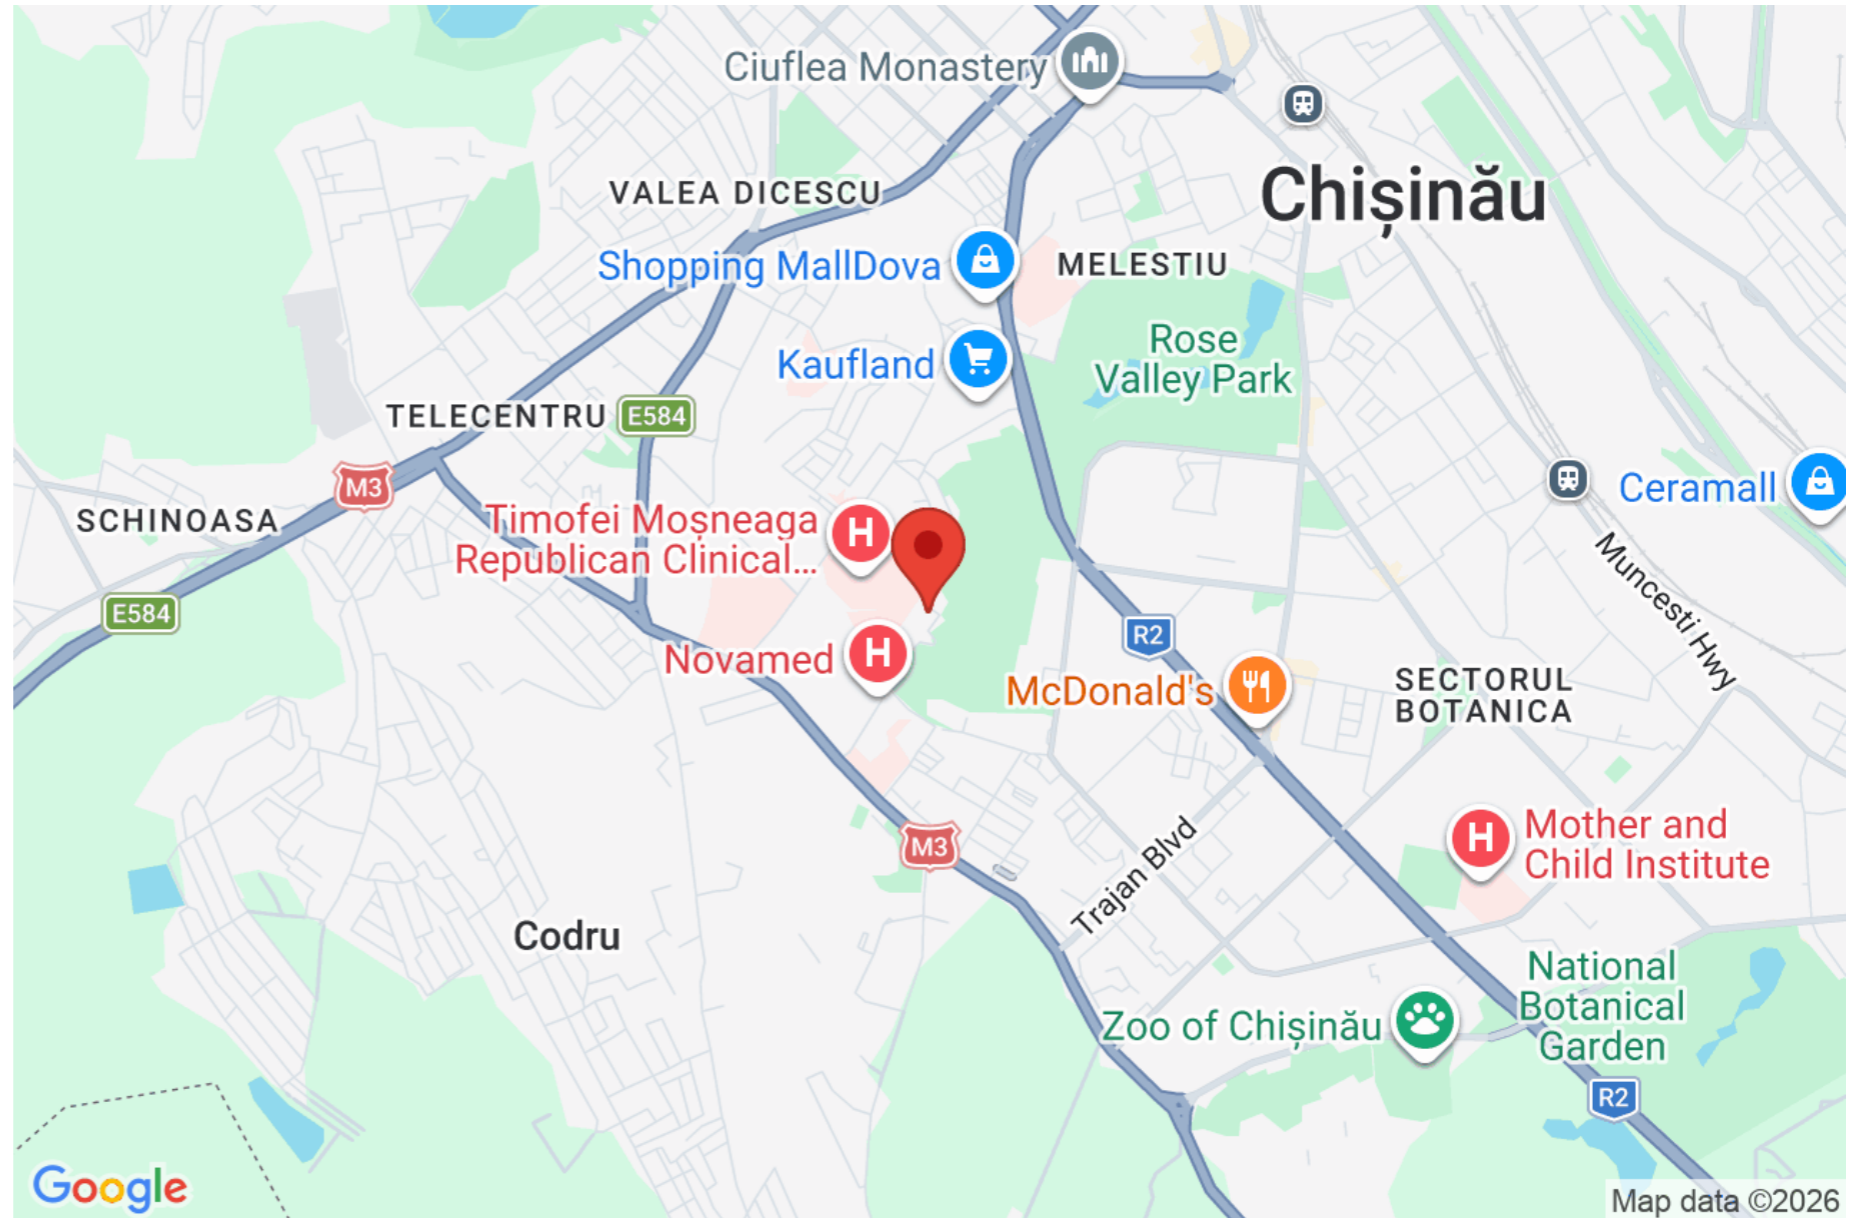 Ciuflea Monastery
Chișinău
VALEA DICESCU
Shopping MallDova
MELESTIU
Rose
Valley Park
Kaufland
TELECENTRU
E584
M3
SCHINOASA
Timofei Moșneaga
Republican Clinical...
H
Ceramall
Muncesti Hwy
E584
R2
Novamed
H
McDonald's
SECTORUL
BOTANICA
M3
Trajan Blvd
H
Mother and
Child Institute
Codru
National
Botanical
Garden
Zoo of Chișinău
R2
Google
Map data ©2026